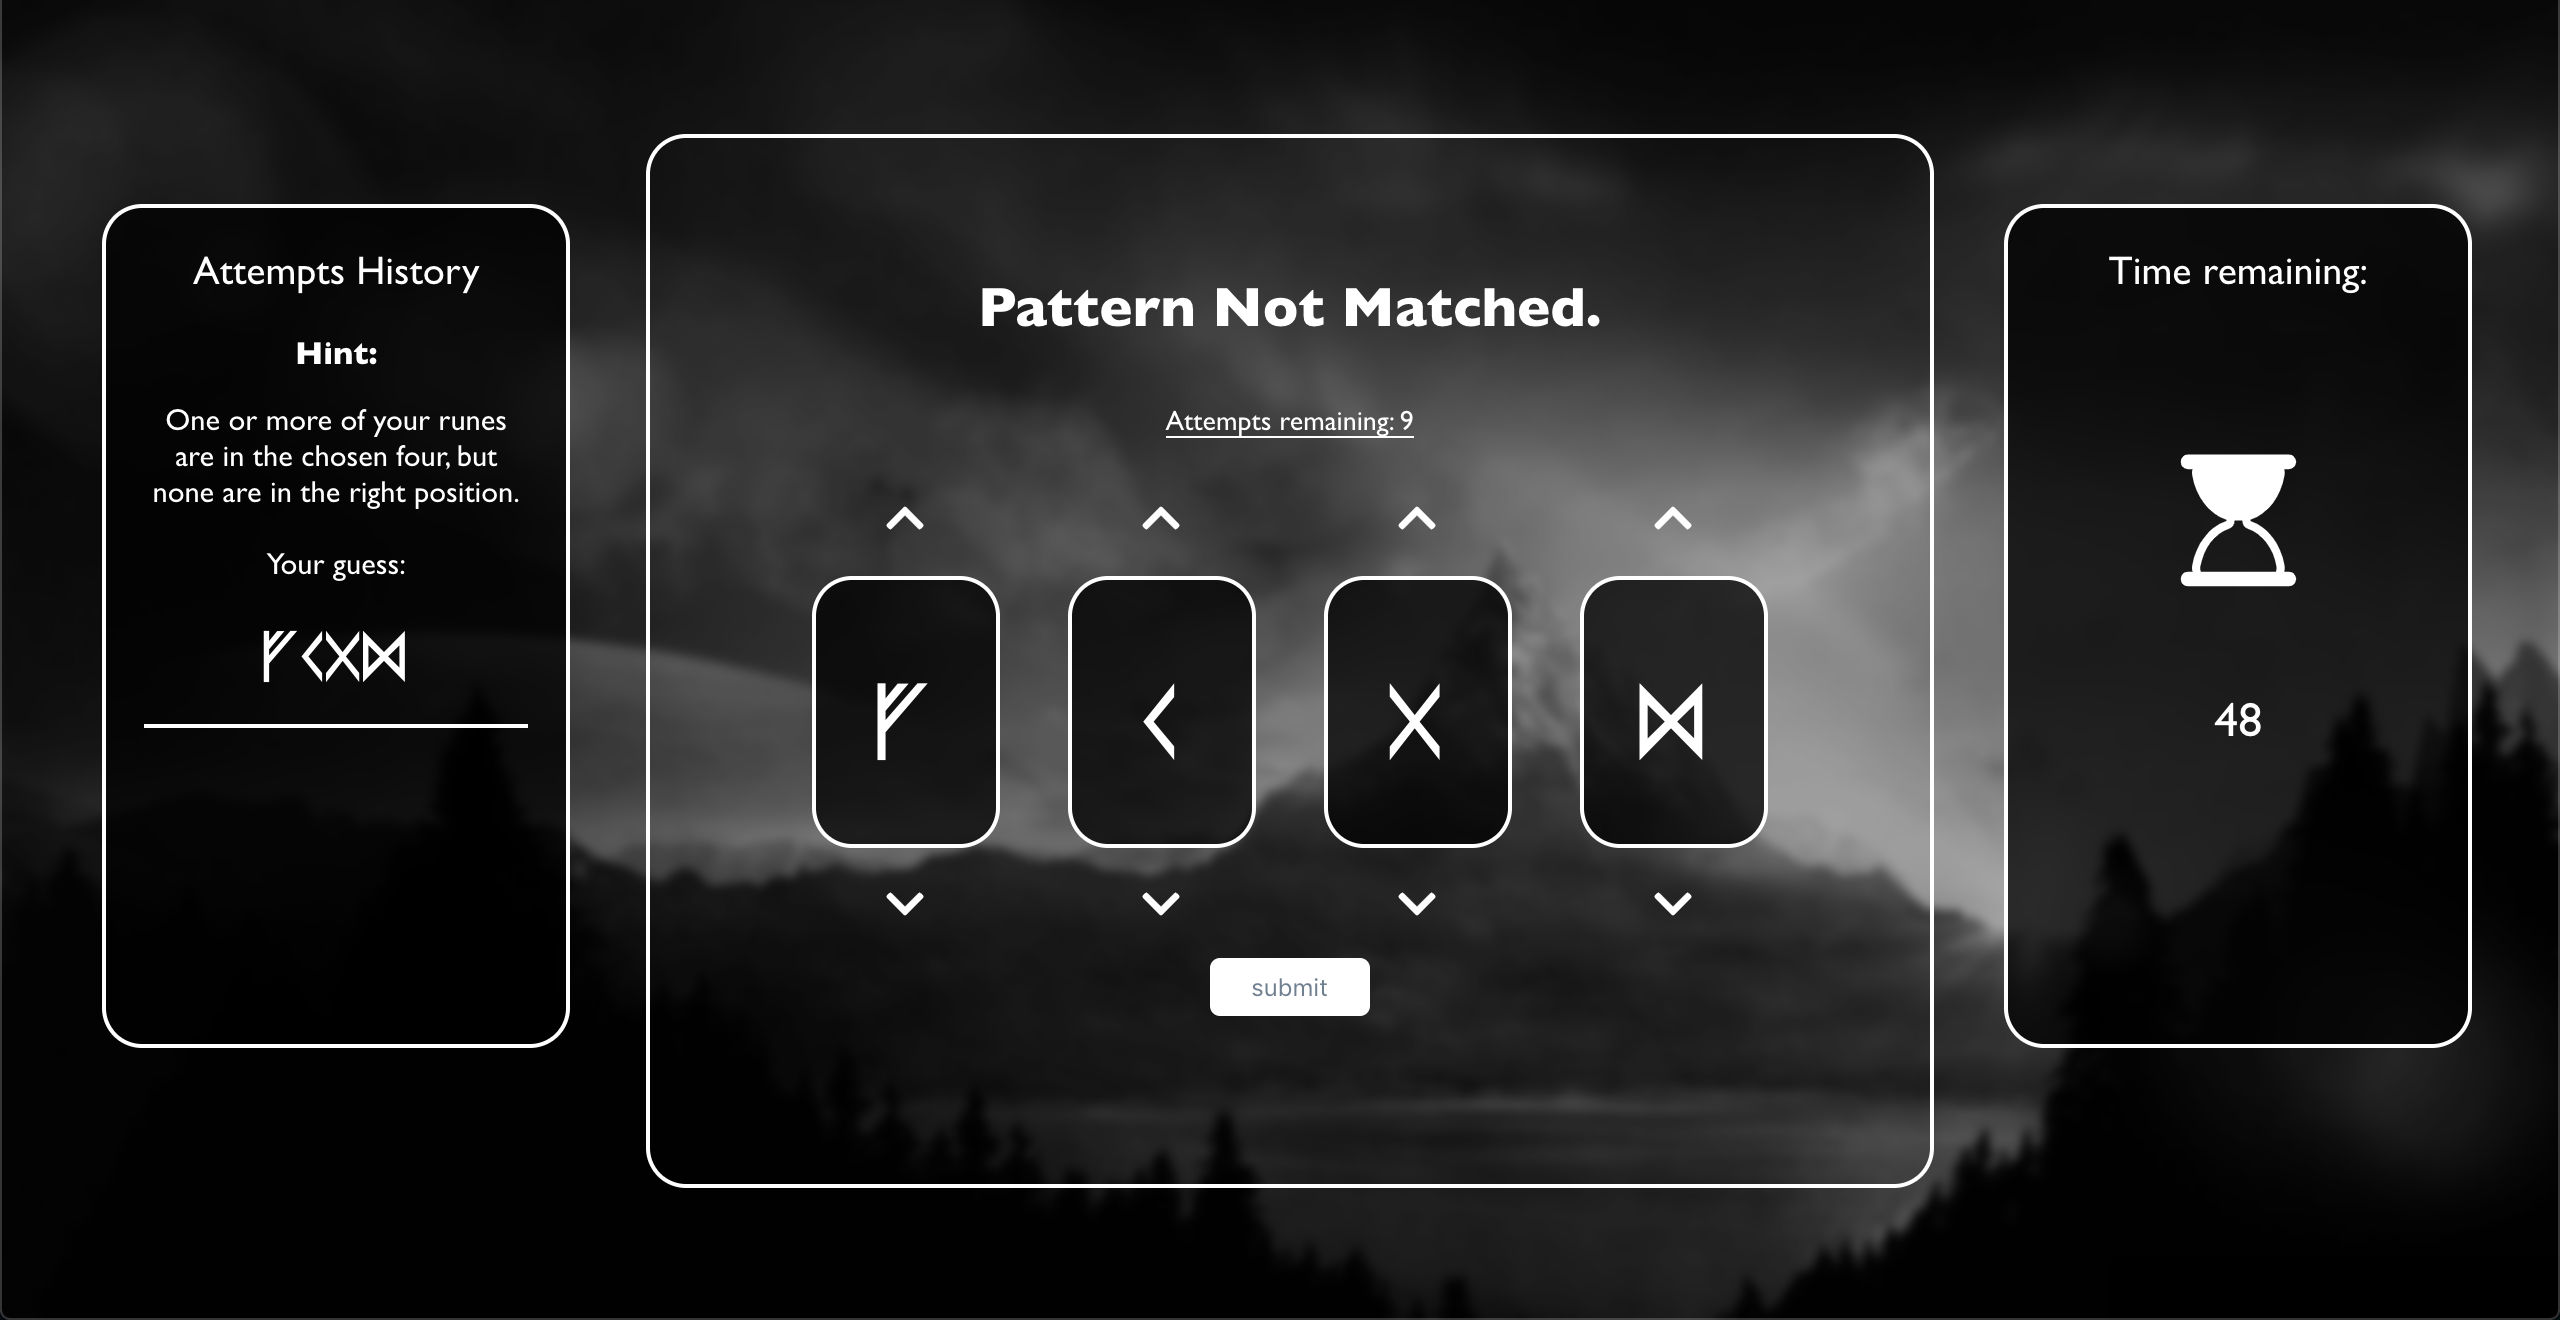 Attempts History
Hint:
One or more of your runes
are in the chosen four, but
none are in the right position.
Your guess:
ᚠᚲᚷᛞ
Pattern Not Matched.
Attempts remaining: 9
ᚠ ᚲ ᚷ ᛞ
submit
Time remaining:
48